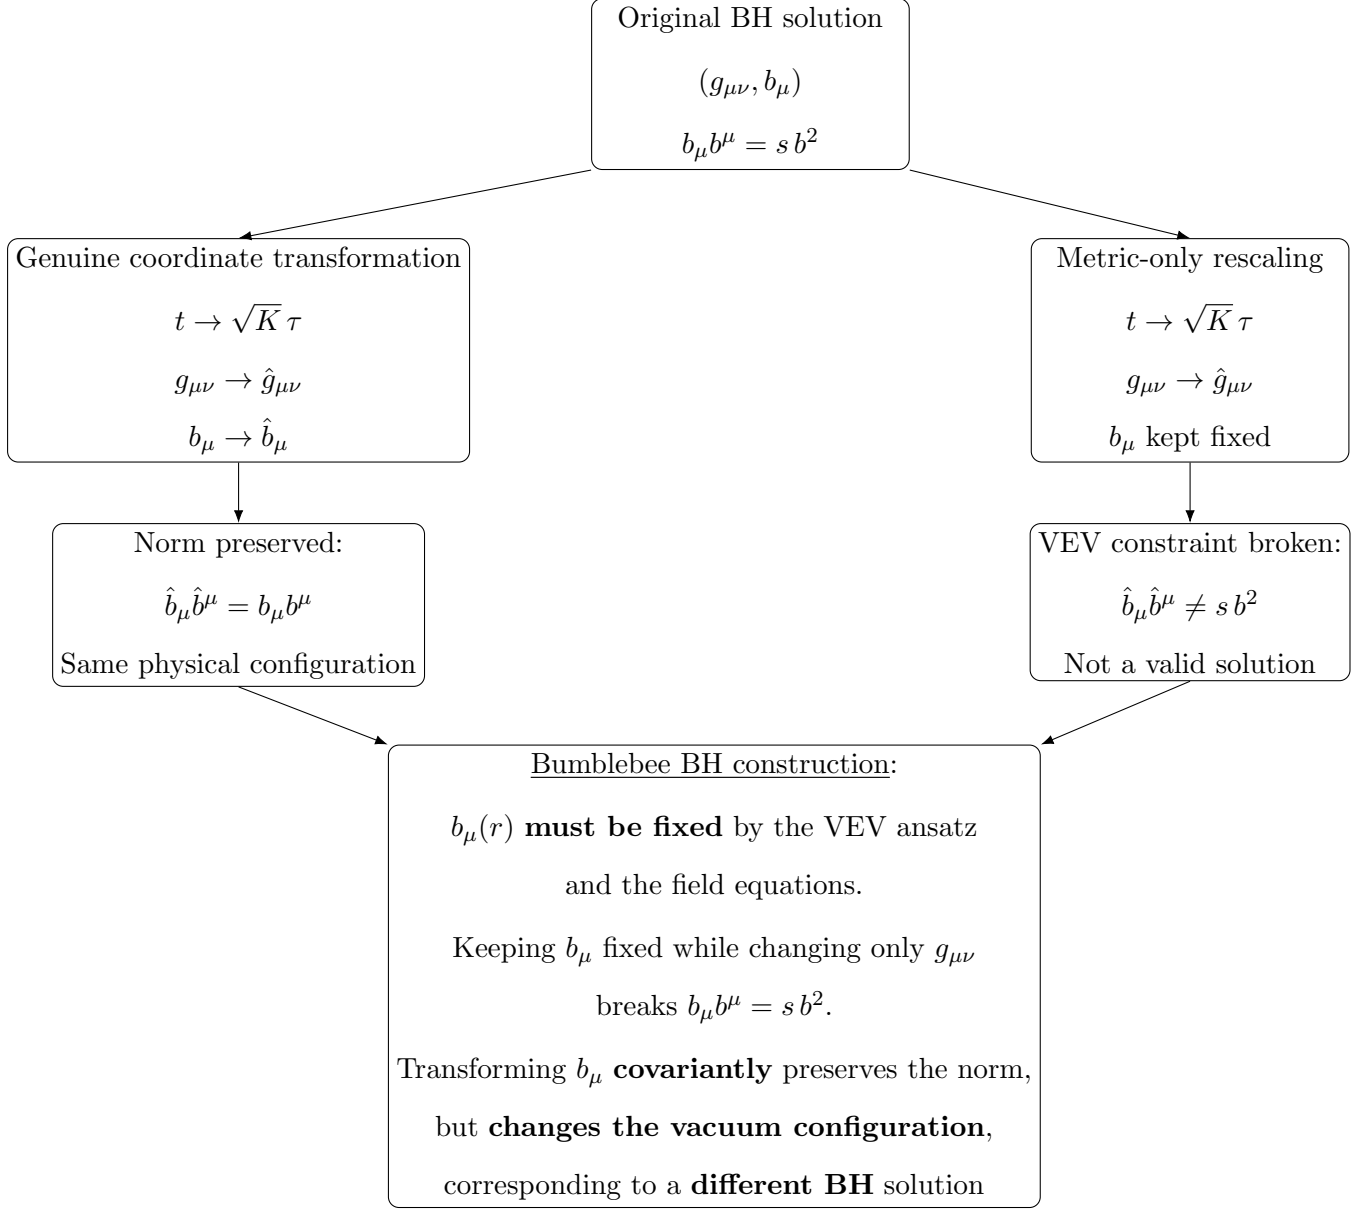 Original BH solution
(g_{μν}, b_μ)
b_μ b^μ = s b^2
Genuine coordinate transformation
t → √K τ
g_{μν} → ĝ_{μν}
b_μ → b̂_μ
Metric-only rescaling
t → √K τ
g_{μν} → ĝ_{μν}
b_μ kept fixed
Norm preserved:
b̂_μ b̂^μ = b_μ b^μ
Same physical configuration
VEV constraint broken:
b̂_μ b̂^μ ≠ s b^2
Not a valid solution
Bumblebee BH construction:
b_μ(r) must be fixed by the VEV ansatz
and the field equations.
Keeping b_μ fixed while changing only g_{μν}
breaks b_μ b^μ = s b^2.
Transforming b_μ covariantly preserves the norm,
but changes the vacuum configuration,
corresponding to a different BH solution